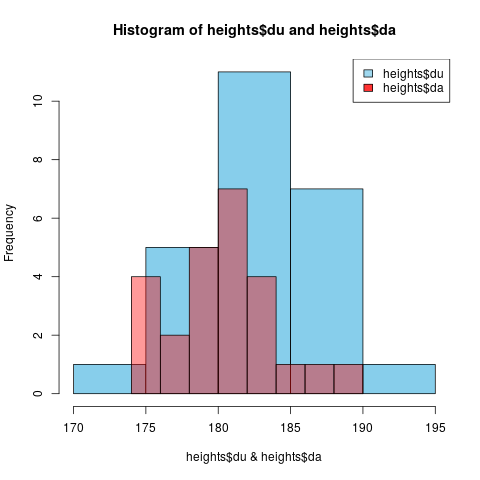 Histogram of heights$du and heights$da
heights$du
heights$da
Frequency
0
2
4
6
8
10
170
175
180
185
190
195
heights$du & heights$da